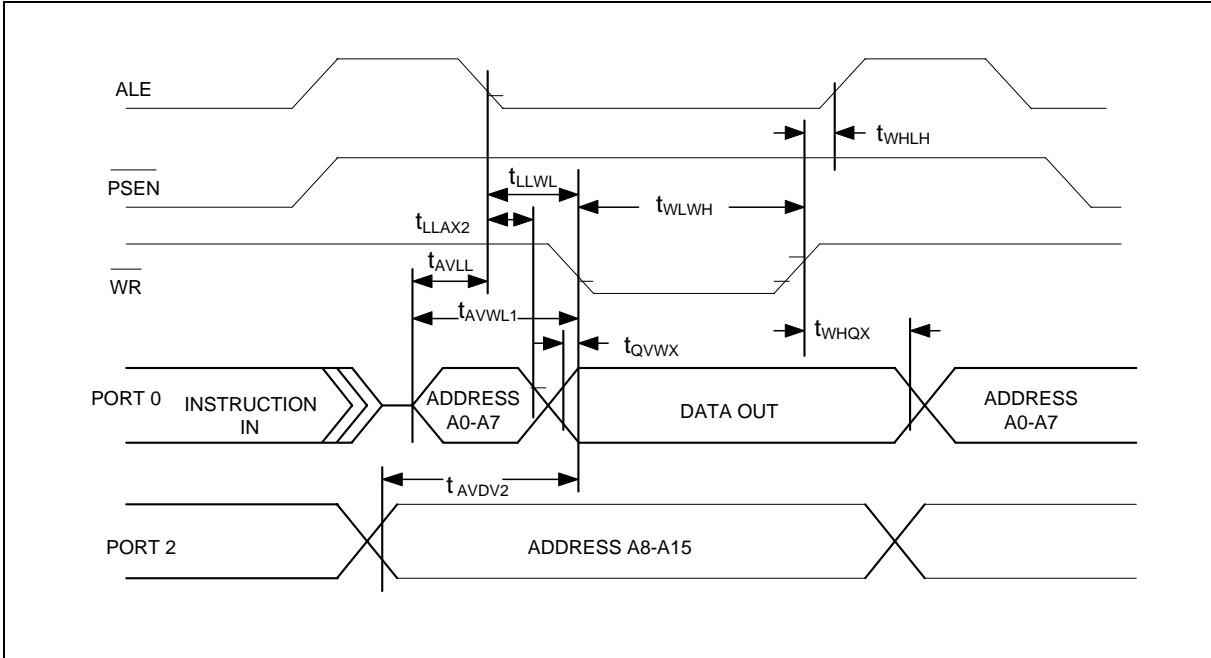 ALE
tWHLH
PSEN
tLLWL
tWLWH
tLLAX2
tAVLL
WR
tAVWL1
tWHQX
tQVWX
PORT 0
INSTRUCTION
IN
ADDRESS
A0-A7
DATA OUT
ADDRESS
A0-A7
tAVDV2
PORT 2
ADDRESS A8-A15